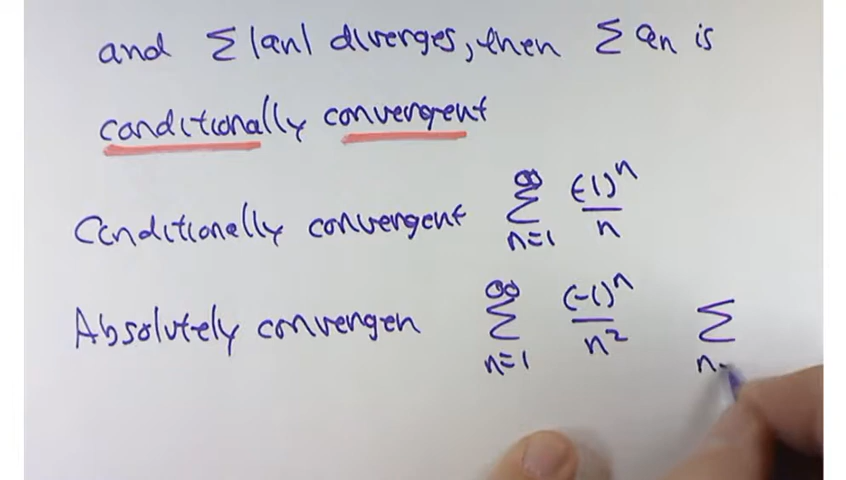 and Σ |an| diverges, then Σ an is
conditionally convergent
Conditionally convergent ∞ Σ n=1 (-1)^n / n
Absolutely convergen ∞ Σ n=1 (-1)^n / n^2 Σ n=